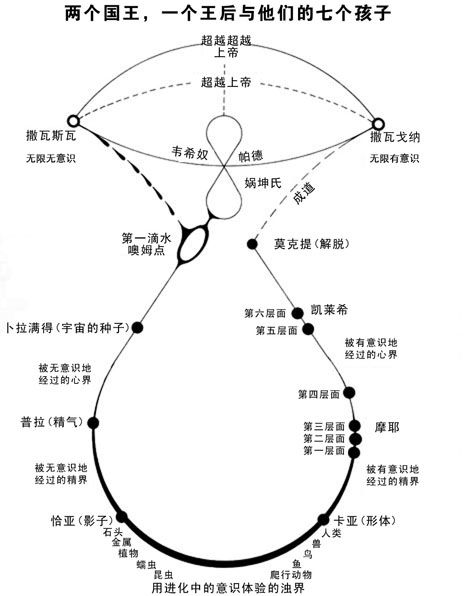 两个国王，一个王后与他们的七个孩子
超越超越
上帝
超越上帝
撒瓦斯瓦
撒瓦戈纳
无限无意识
韦希奴
帕德
无限有意识
娲坤氏
成道
第一滴水
噢姆点
莫克提（解脱）
第六层面
凯莱希
第五层面
卜拉满得（宇宙的种子）
被无意识地
经过的心界
被有意识地
经过的心界
第四层面
普拉（精气）
第三层面
第二层面
第一层面
摩耶
被无意识地
经过的精界
被有意识地
经过的精界
恰亚（影子）
卡亚（形体）
石头
金属
植物
蠕虫
昆虫
爬行动物
鱼
鸟
兽
人类
用进化中的意识体验的浊界